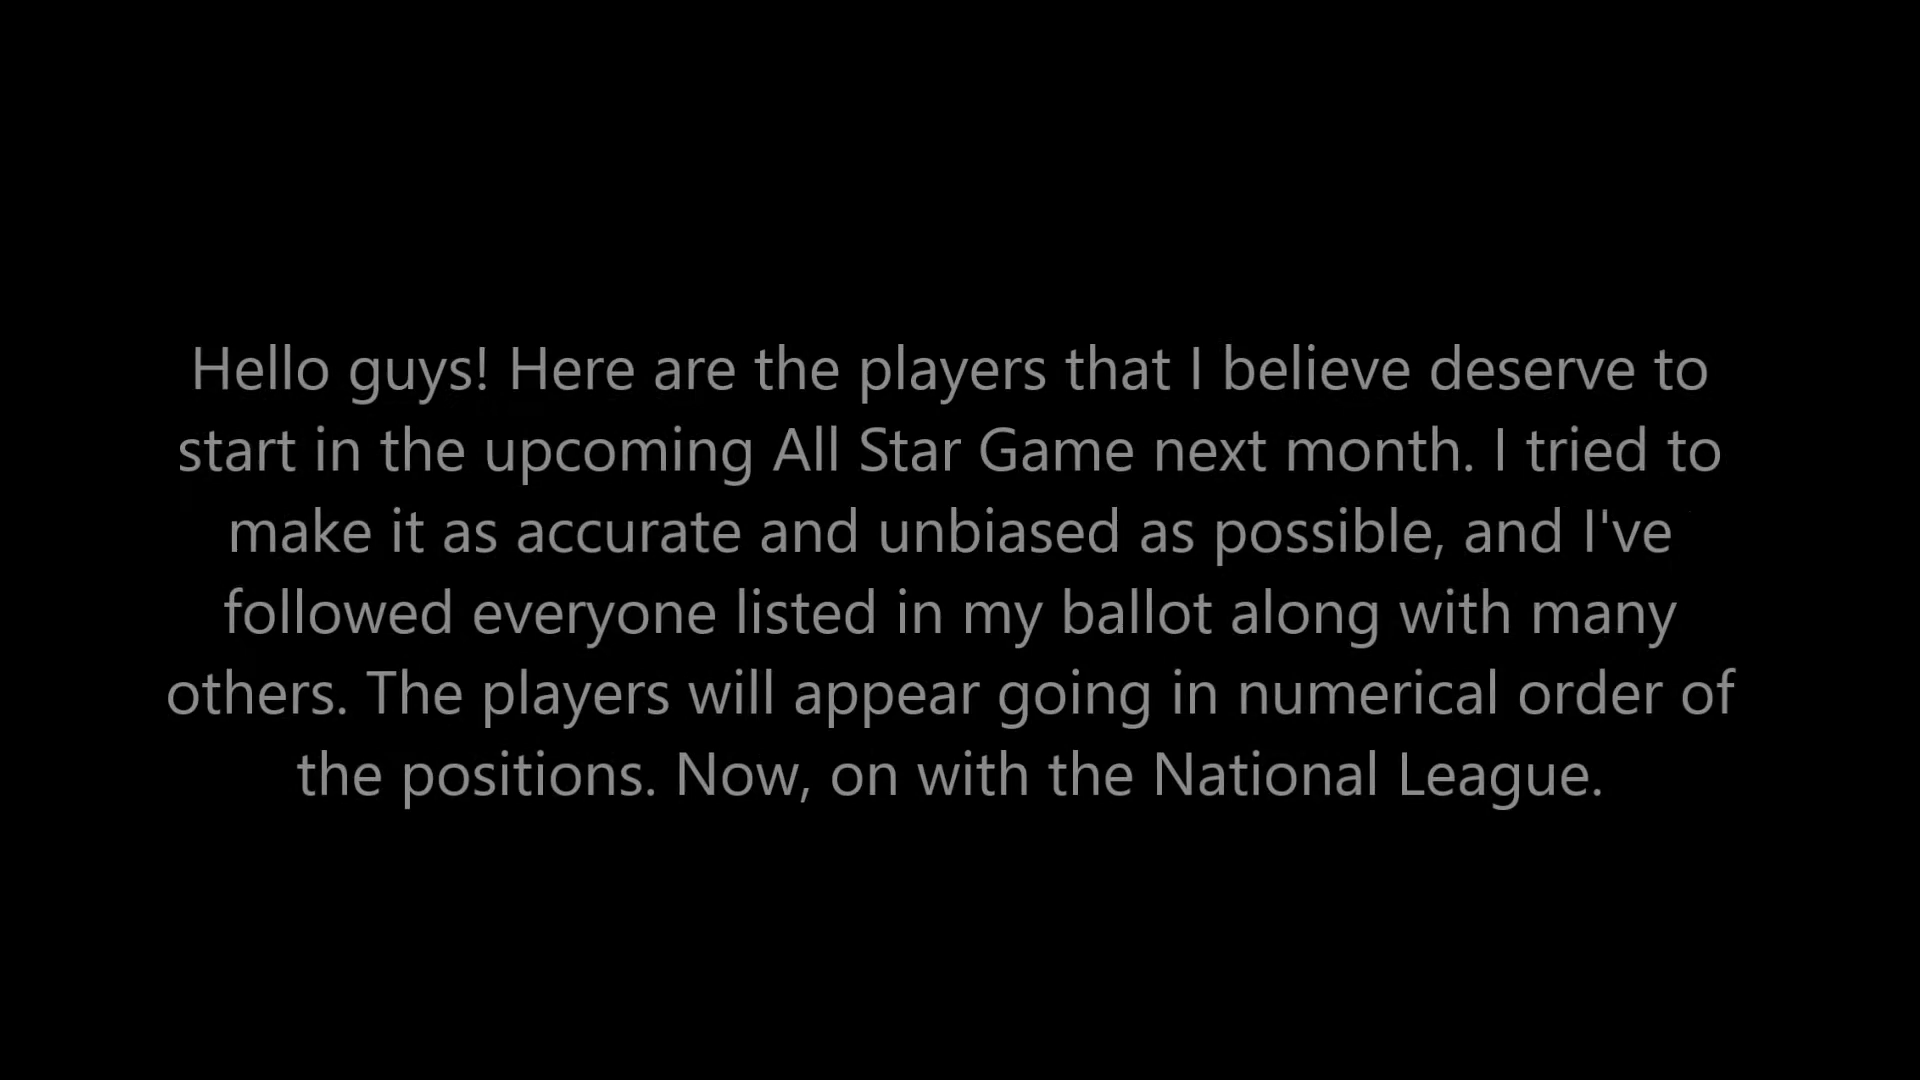 Hello guys! Here are the players that I believe deserve to
start in the upcoming All Star Game next month. I tried to
make it as accurate and unbiased as possible, and I've
followed everyone listed in my ballot along with many
others. The players will appear going in numerical order of
the positions. Now, on with the National League.